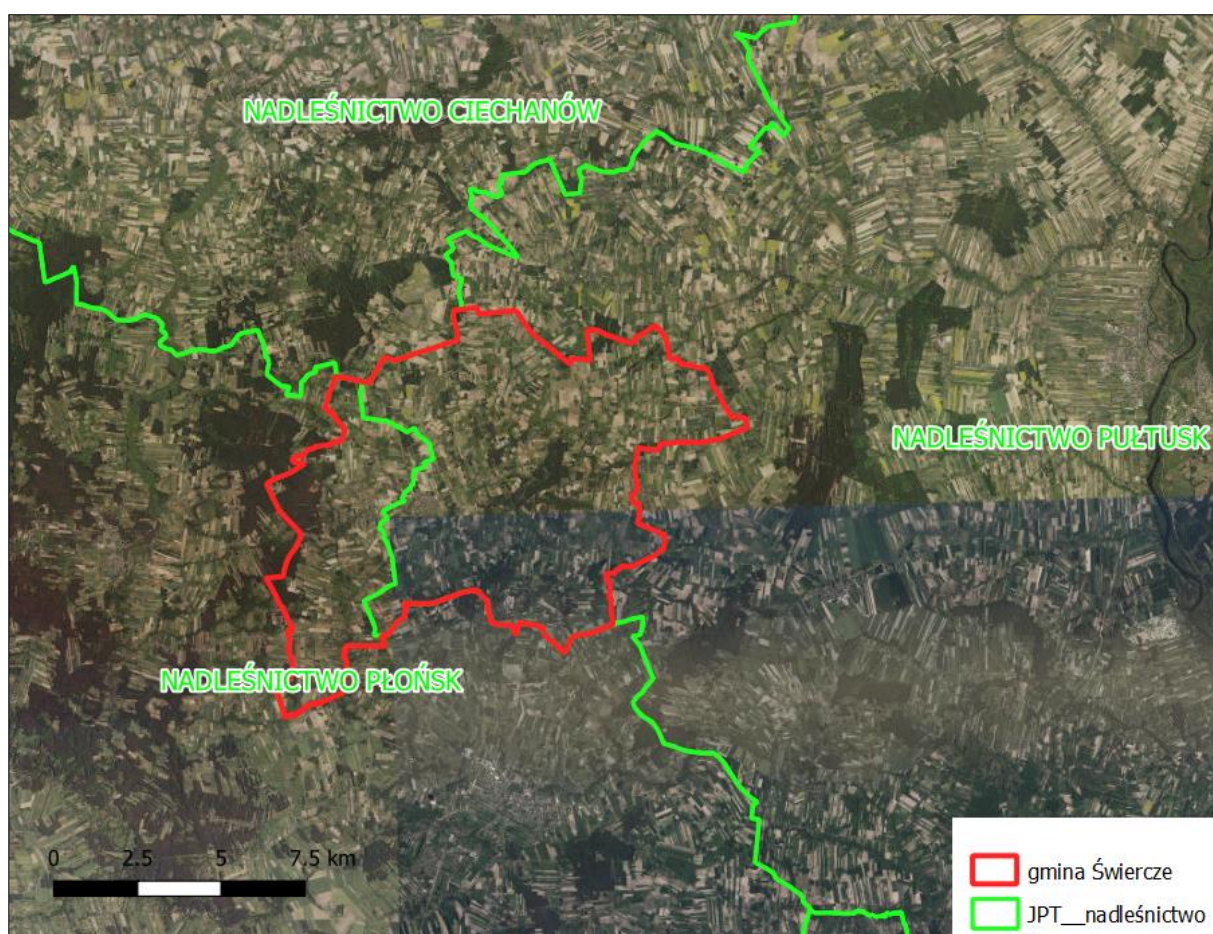 NADLEŚNICTWO CIECHANÓW
NADLEŚNICTWO PUŁTUSK
NADLEŚNICTWO PŁOŃSK
0 2.5 5 7.5 km
gmina Świercze
JPT__nadleśnictwo